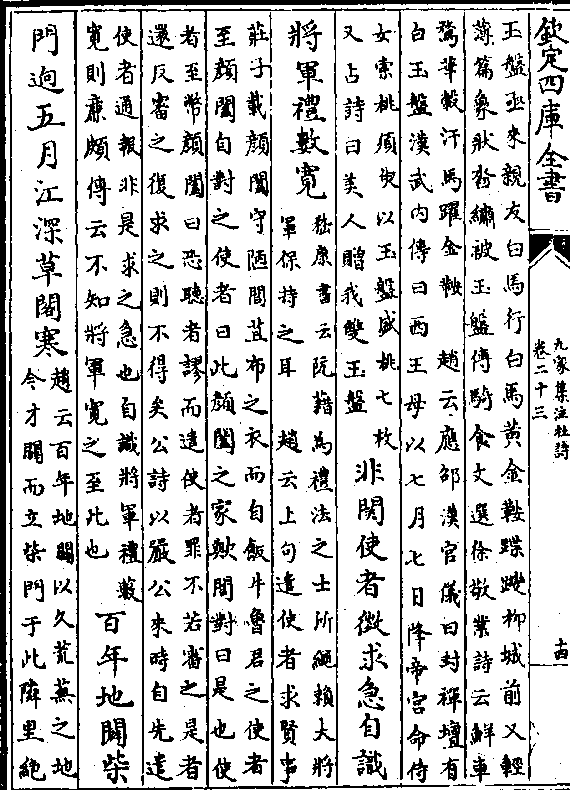 欽定四庫全書
九家集注杜詩
卷二十三
十四
玉盤亟來親友白馬行白馬黃金鞍蹀躞柳城前又輕
薄篇象牀香繡被玉盤傳騎食文選徐敬業詩云鮮車
騖華轂汗馬躍金鞍 趙云應邵漢官儀曰封禪壇有
白玉盤漢武内傳曰西王母以七月七日降帝宮命侍
女索桃須臾以玉盤盛桃七枚
又古詩曰美人贈我雙玉盤
非關使者徵求急自識
將軍禮數寛
嵇康書云阮籍為禮法之士所繩賴大將
軍保持之耳 趙云上句遣使者求賢事
莊子載顔闔守陋閭苴布之衣而自飯牛魯君之使者
至顔闔自對之使者曰此顔闔之家歟闔對曰是也使
者至幣顔闔曰恐聽者謬而遺使者罪不若審之是者
還反審之復求之則不得矣公詩以嚴公來時自先遣
使者通報非是求之急也自識將軍禮數
寛則亷頗傳云不知將軍寛之至此也
百年地闢柴
門逈五月江深草閣寒
趙云百年地闢以久荒蕪之地
今才闢而立柴門于此隣里絶